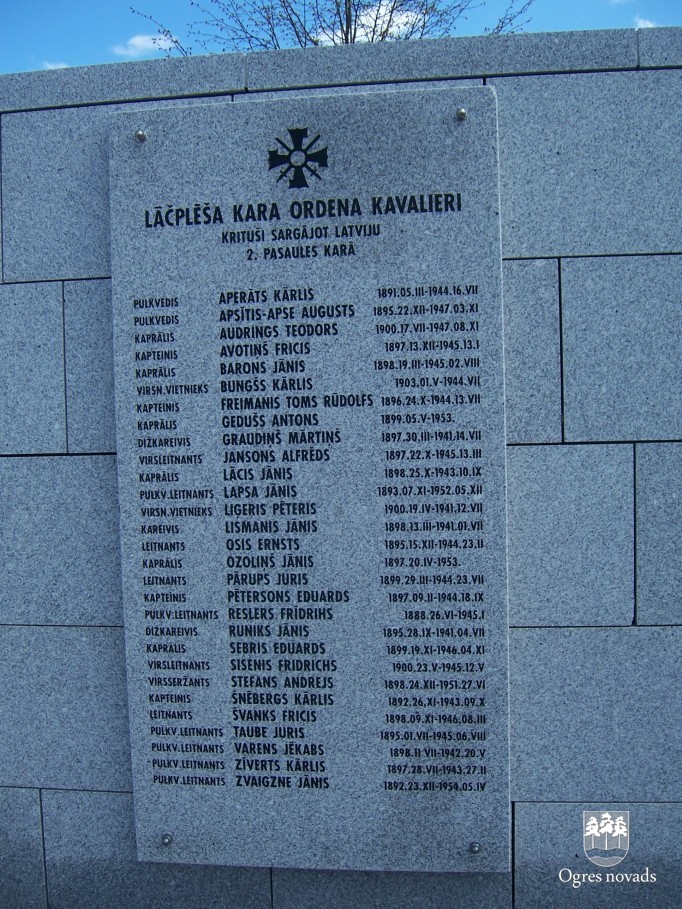 LĀČPLĒŠA KARA ORDENA KAVALIERI
KRITUŠI SARGĀJOT LATVIJU
2. PASAULES KARĀ
PULKVEDIS APERĀTS KĀRLIS 1891.05.III-1944.16.VII
PULKVEDIS APSĪTIS-APSE AUGUSTS 1895.22.XII-1947.03.XI
KAPRĀLIS AUDRINGS TEODORS 1900.17.VII-1947.08.XI
KAPTEINIS AVOTIŅŠ FRICIS 1897.13.XII-1945.13.I
KAPRĀLIS BARONS JĀNIS 1898.19.III-1945.02.VIII
VIRSN.VIETNIEKS BUNGŠS KĀRLIS 1903.01.V-1944.VII
KAPTEINIS FREIMANIS TOMS RŪDOLFS 1896.24.X-1944.13.VII
KAPRĀLIS GEDUŠS ANTONS 1899.05.V-1953.
DIŽKAREIVIS GRAUDIŅŠ MĀRTIŅŠ 1897.30.III-1941.14.VII
VIRSLEITNANTS JANSONS ALFRĒDS 1897.22.X-1945.13.III
KAPRĀLIS LĀCIS JĀNIS 1898.25.X-1943.10.IX
PULKV.LEITNANTS LAPSA JĀNIS 1893.07.XI-1952.05.XII
VIRSN.VIETNIEKS LIGERIS PĒTERIS 1900.19.IV-1941.12.VII
KAREIVIS LISMANIS JĀNIS 1898.13.III-1941.01.VII
LEITNANTS OSIS ERNSTS 1895.15.XII-1944.23.II
KAPRĀLIS OZOLIŅŠ JĀNIS 1897.20.IV-1953.
LEITNANTS PĀRUPS JURIS 1899.29.III-1944.23.VII
KAPTEINIS PĒTERSONS EDUARDS 1897.09.II-1944.18.IX
PULKV.LEITNANTS RESLERS FRĪDRIHS 1888.26.VI-1945.I
DIŽKAREIVIS RUNIKS JĀNIS 1895.28.IX-1941.04.VII
KAPRĀLIS SEBRIS EDUARDS 1899.19.XI-1946.04.XI
VIRSLEITNANTS SISENIS FRIDRICHS 1900.23.V-1945.12.V
VIRSSERŽANTS STEFANS ANDREJS 1898.24.XII-1951.27.VI
KAPTEINIS ŠNĒBERGS KĀRLIS 1892.26.XI-1943.09.X
LEITNANTS ŠVANKS FRICIS 1898.09.XI-1946.08.III
PULKV.LEITNANTS TAUBE JURIS 1895.01.VII-1945.06.VIII
PULKV.LEITNANTS VARENS JĒKABS 1898.11 VII-1942.20.V
PULKV.LEITNANTS ZĪVERTS KĀRLIS 1897.28.VII-1943.27.II
PULKV.LEITNANTS ZVAIGZNE JĀNIS 1892.23.XII-1954.05.IV
Ogres novads